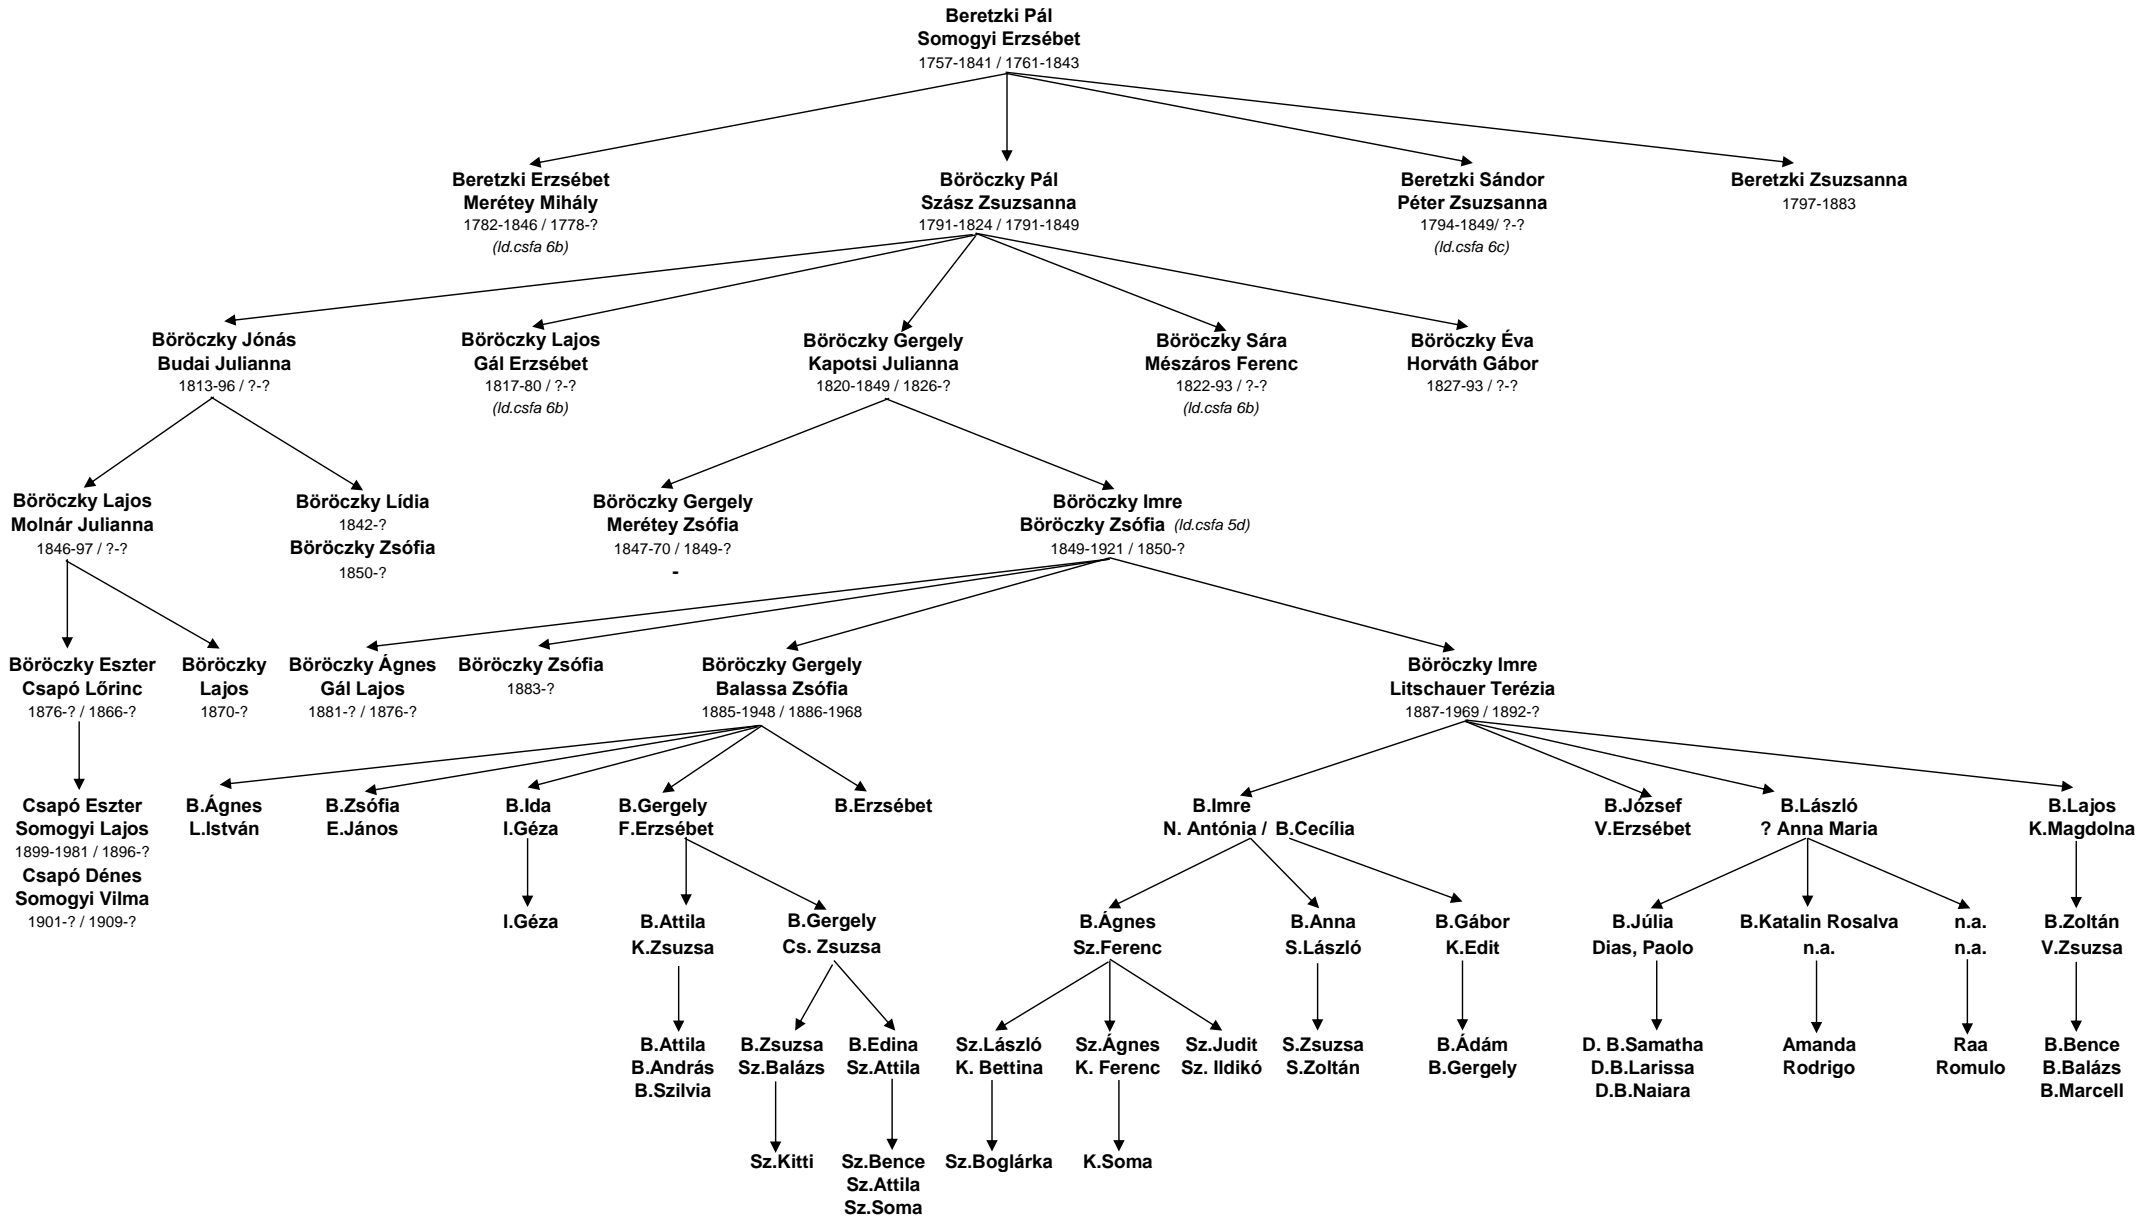 Beretzki Pál
Somogyi Erzsébet
1757-1841 / 1761-1843
Beretzki Erzsébet
Merétey Mihály
1782-1846 / 1778-?
(ld.csfa 6b)
Böröczky Pál
Szász Zsuzsanna
1791-1824 / 1791-1849
Beretzki Sándor
Péter Zsuzsanna
1794-1849/ ?-?
(ld.csfa 6c)
Beretzki Zsuzsanna
1797-1883
Böröczky Jónás
Budai Julianna
1813-96 / ?-?
Böröczky Lajos
Gál Erzsébet
1817-80 / ?-?
(ld.csfa 6b)
Böröczky Gergely
Kapotsi Julianna
1820-1849 / 1826-?
Böröczky Sára
Mészáros Ferenc
1822-93 / ?-?
(ld.csfa 6b)
Böröczky Éva
Horváth Gábor
1827-93 / ?-?
Böröczky Lajos
Molnár Julianna
1846-97 / ?-?
Böröczky Lídia
1842-?
Böröczky Zsófia
1850-?
Böröczky Gergely
Merétey Zsófia
1847-70 / 1849-?
-
Böröczky Imre
Böröczky Zsófia (ld.csfa 5d)
1849-1921 / 1850-?
Böröczky Eszter
Csapó Lőrinc
1876-? / 1866-?
Böröczky
Lajos
1870-?
Böröczky Ágnes
Gál Lajos
1881-? / 1876-?
Böröczky Zsófia
1883-?
Böröczky Gergely
Balassa Zsófia
1885-1948 / 1886-1968
Böröczky Imre
Litschauer Terézia
1887-1969 / 1892-?
Csapó Eszter
Somogyi Lajos
1899-1981 / 1896-?
Csapó Dénes
Somogyi Vilma
1901-? / 1909-?
B.Ágnes
L.István
B.Zsófia
E.János
B.Ida
I.Géza
B.Gergely
F.Erzsébet
B.Erzsébet
B.Imre
N. Antónia / B.Cecília
B.József
V.Erzsébet
B.László
? Anna Maria
B.Lajos
K.Magdolna
I.Géza
B.Attila
K.Zsuzsa
B.Gergely
Cs. Zsuzsa
B.Ágnes
Sz.Ferenc
B.Anna
S.László
B.Gábor
K.Edit
B.Júlia
Dias, Paolo
B.Katalin Rosalva
n.a.
n.a.
n.a.
B.Zoltán
V.Zsuzsa
B.Attila
B.András
B.Szilvia
B.Zsuzsa
Sz.Balázs
B.Edina
Sz.Attila
Sz.László
K. Bettina
Sz.Ágnes
K. Ferenc
Sz.Judit
Sz. Ildikó
S.Zsuzsa
S.Zoltán
B.Ádám
B.Gergely
D. B.Samatha
D.B.Larissa
D.B.Naiara
Amanda
Rodrigo
Raa
Romulo
B.Bence
B.Balázs
B.Marcell
Sz.Kitti
Sz.Bence
Sz.Attila
Sz.Soma
Sz.Boglárka
K.Soma